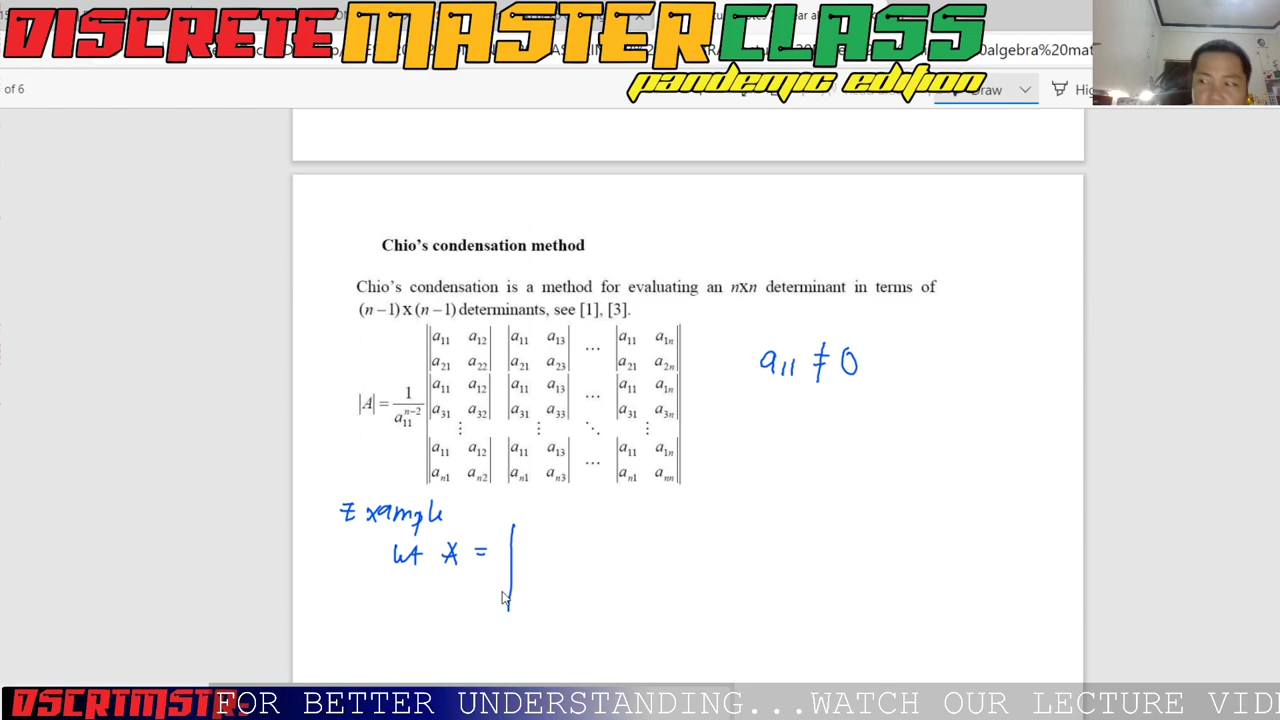 DISCRETE MASTERCLASS
pandemic edition
algebra%20mat
of 6
Draw
Hig
Chio's condensation method
Chio's condensation is a method for evaluating an nxn determinant in terms of
(n – 1) x (n – 1) determinants, see [1], [3].
a11 a12 a11 a13 ... a11 a1n
a21 a22 a21 a23 a21 a2n
a11 a12 a11 a13 ... a11 a1n
|A| = 1/a11^(n-2) a31 a32 a31 a33 a31 a3n
⋮ ⋮ ⋱ ⋮
a11 a12 a11 a13 ... a11 a1n
an1 an2 an1 an3 an1 ann
a11 ≠ 0
Example
let A =
FOR BETTER UNDERSTANDING...WATCH OUR LECTURE VID